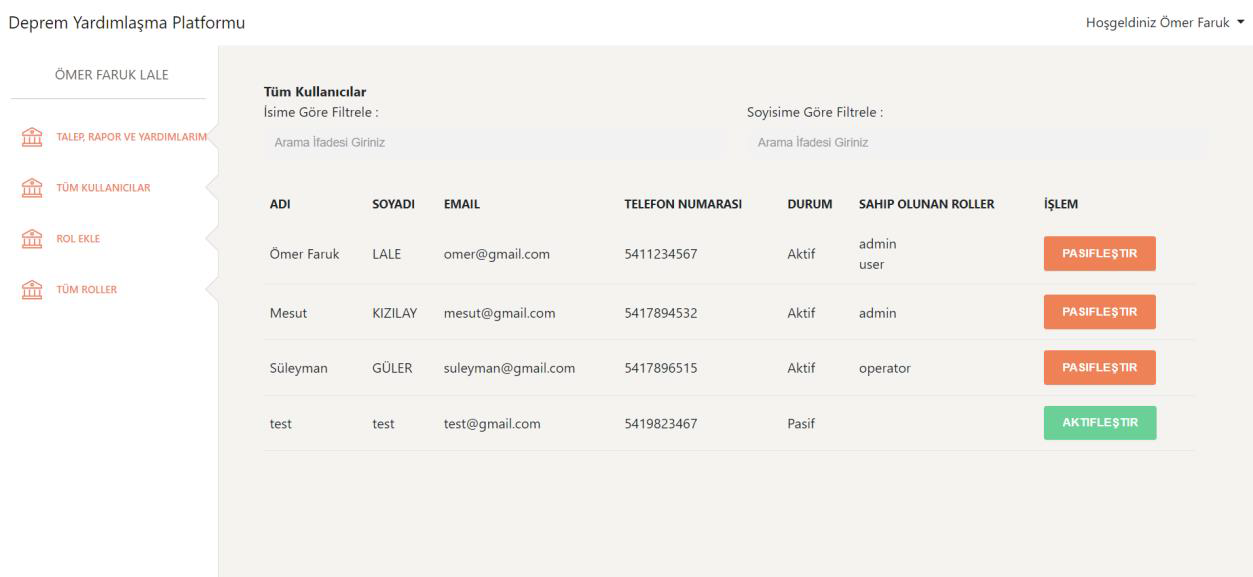 Deprem Yardımlaşma Platformu
Hoşgeldiniz Ömer Faruk
ÖMER FARUK LALE
TALEP, RAPOR VE YARDIMLARIM
TÜM KULLANICILAR
ROL EKLE
TÜM ROLLER
Tüm Kullanıcılar
İsime Göre Filtrele : Soyisime Göre Filtrele :
Arama İfadesi Giriniz Arama İfadesi Giriniz
ADI SOYADI EMAIL TELEFON NUMARASI DURUM SAHIP OLUNAN ROLLER İŞLEM
Ömer Faruk LALE omer@gmail.com 5411234567 Aktif admin PASIFLEŞTIR
user
Mesut KIZILAY mesut@gmail.com 5417894532 Aktif admin PASIFLEŞTIR
Süleyman GÜLER suleyman@gmail.com 5417896515 Aktif operator PASIFLEŞTIR
test test test@gmail.com 5419823467 Pasif AKTIFLEŞTIR